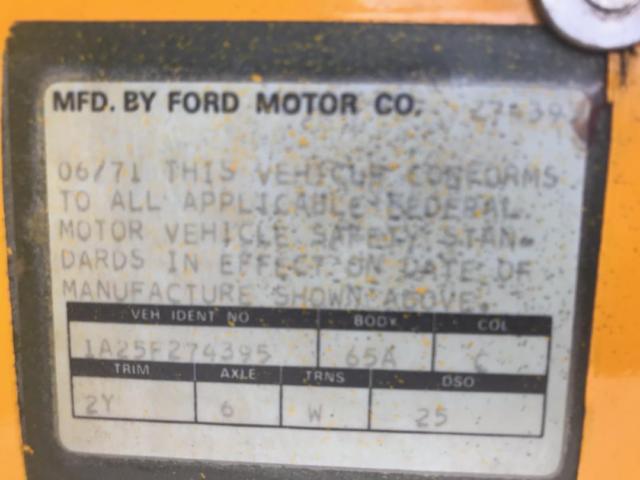 MFD. BY FORD MOTOR CO.
06/71 THIS VEHICLE CONFORMS
TO ALL APPLICABLE FEDERAL
MOTOR VEHICLE SAFETY STAN-
DARDS IN EFFECT ON DATE OF
MANUFACTURE SHOWN ABOVE.
VEH IDENT NO BODY COL
1A25F274395 65A C
TRIM AXLE TRNS DSO
2Y 6 W 25